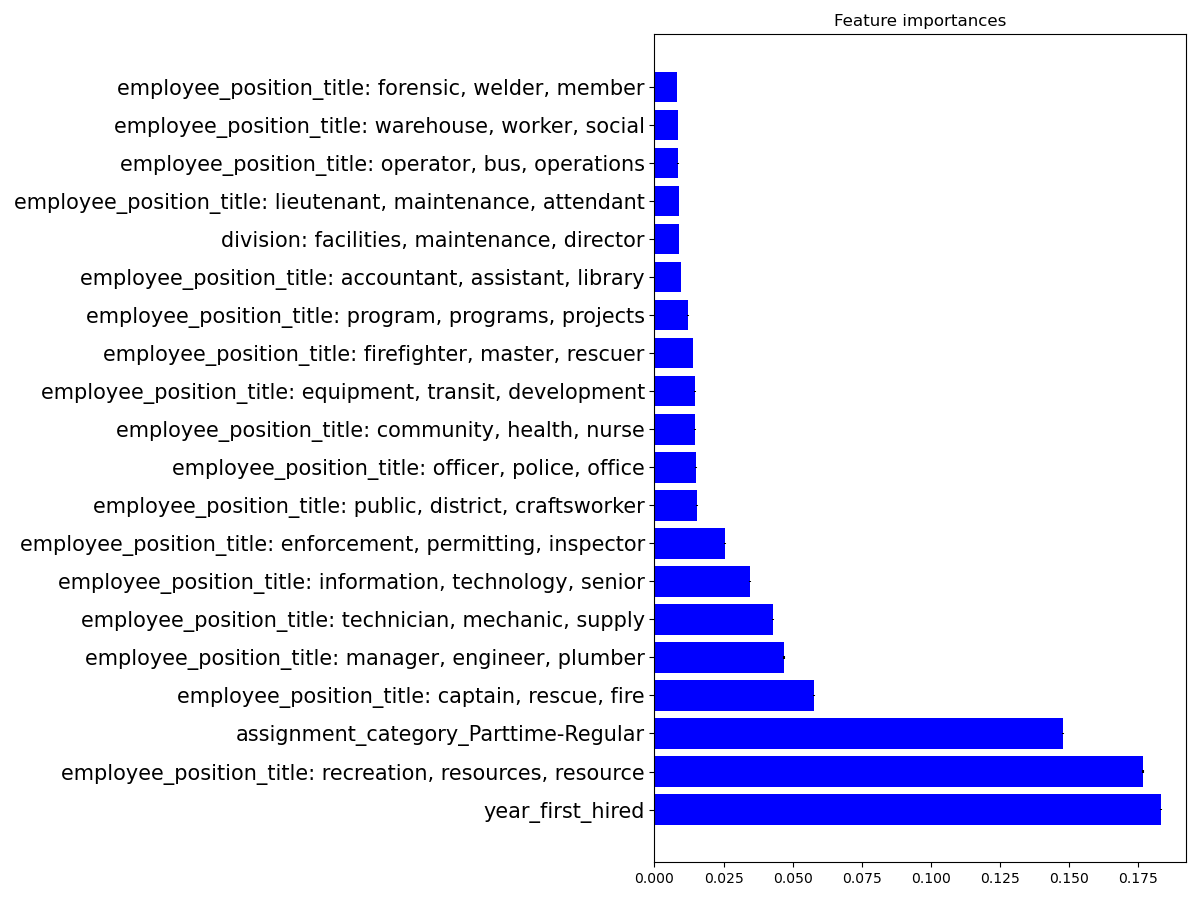 Feature importances
employee_position_title: forensic, welder, member
employee_position_title: warehouse, worker, social
employee_position_title: operator, bus, operations
employee_position_title: lieutenant, maintenance, attendant
division: facilities, maintenance, director
employee_position_title: accountant, assistant, library
employee_position_title: program, programs, projects
employee_position_title: firefighter, master, rescuer
employee_position_title: equipment, transit, development
employee_position_title: community, health, nurse
employee_position_title: officer, police, office
employee_position_title: public, district, craftsworker
employee_position_title: enforcement, permitting, inspector
employee_position_title: information, technology, senior
employee_position_title: technician, mechanic, supply
employee_position_title: manager, engineer, plumber
employee_position_title: captain, rescue, fire
assignment_category_Parttime-Regular
employee_position_title: recreation, resources, resource
year_first_hired
0.000 0.025 0.050 0.075 0.100 0.125 0.150 0.175